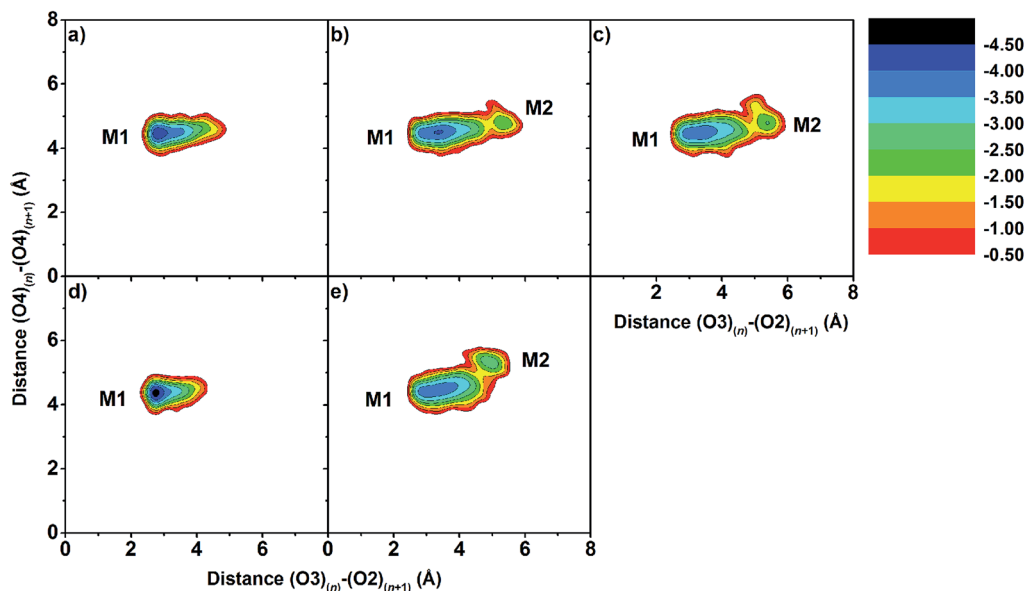 8
a)
b)
c)
-4.50
-4.00
-3.50
-3.00
-2.50
-2.00
-1.50
-1.00
-0.50
6
M1
M1
M2
M1
M2
4
2
0
2 4 6 8
Distance (O3)(n)-(O2)(n+1) (Å)
Distance (O4)(n)-(O4)(n+1) (Å)
d)
e)
6
M1
M1
M2
4
2
0
0 2 4 6 0 2 4 6 8
Distance (O3)(n)-(O2)(n+1) (Å)